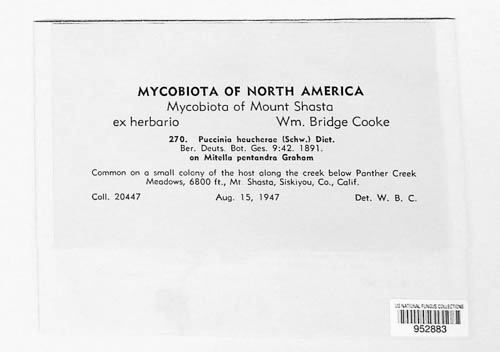 MYCOBIOTA OF NORTH AMERICA
Mycobiota of Mount Shasta
ex herbario Wm. Bridge Cooke
270. Puccinia heucherae (Schw.) Diet.
Ber. Deuts. Bot. Ges. 9:42. 1891.
on Mitella pentandra Graham
Common on a small colony of the host along the creek below Panther Creek
Meadows, 6800 ft., Mt. Shasta, Siskiyou, Co., Calif.
Coll. 20447 Aug. 15, 1947 Det. W. B. C.
US NATIONAL FUNGUS COLLECTIONS
952883